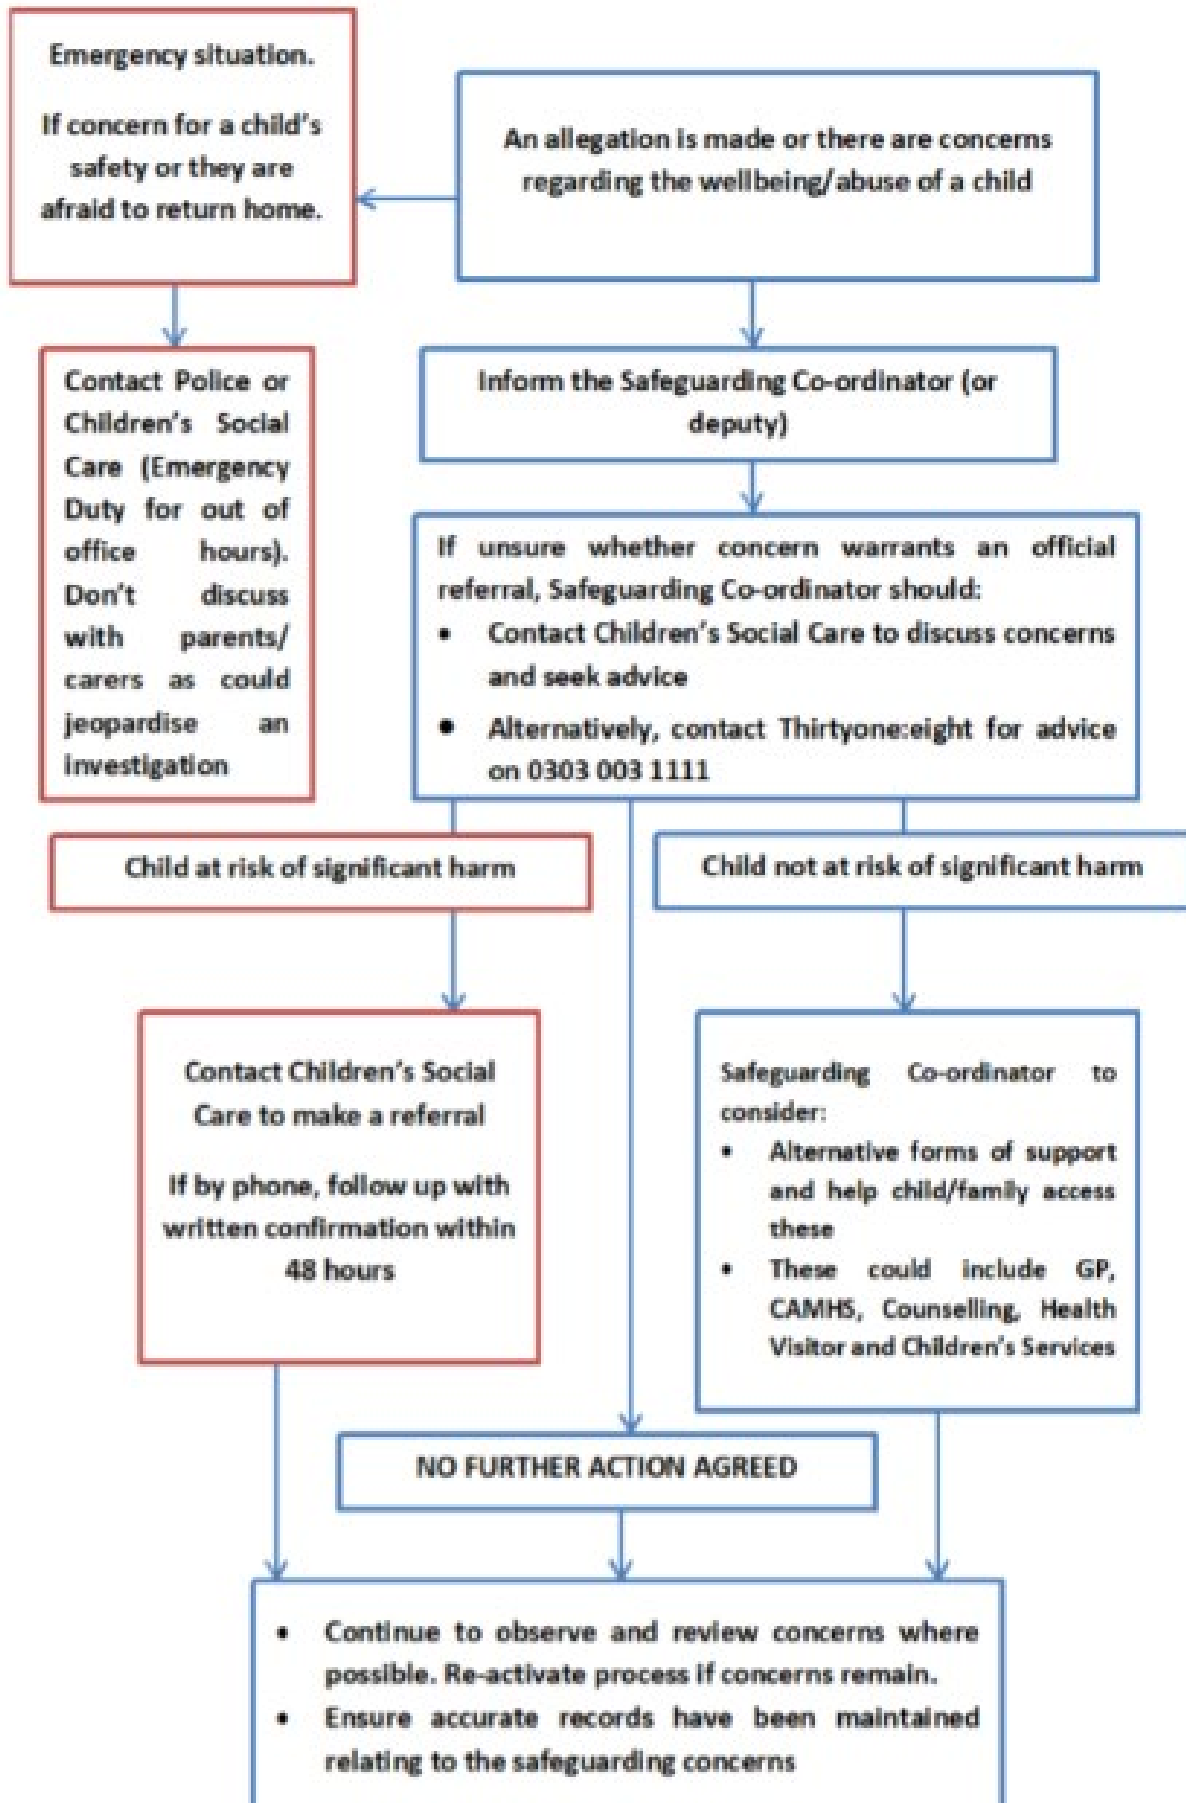 Emergency situation.
If concern for a child's
safety or they are
afraid to return home.
An allegation is made or there are concerns
regarding the wellbeing/abuse of a child
Contact Police or
Children's Social
Care (Emergency
Duty for out of
office hours).
Don't discuss
with parents/
carers as could
jeopardise an
investigation
Inform the Safeguarding Co-ordinator (or
deputy)
If unsure whether concern warrants an official
referral, Safeguarding Co-ordinator should:
• Contact Children's Social Care to discuss concerns
and seek advice
• Alternatively, contact Thirtyone:eight for advice
on 0303 003 1111
Child at risk of significant harm
Child not at risk of significant harm
Contact Children's Social
Care to make a referral
If by phone, follow up with
written confirmation within
48 hours
Safeguarding Co-ordinator to
consider:
• Alternative forms of support
and help child/family access
these
• These could include GP,
CAMHS, Counselling, Health
Visitor and Children's Services
NO FURTHER ACTION AGREED
• Continue to observe and review concerns where
possible. Re-activate process if concerns remain.
• Ensure accurate records have been maintained
relating to the safeguarding concerns